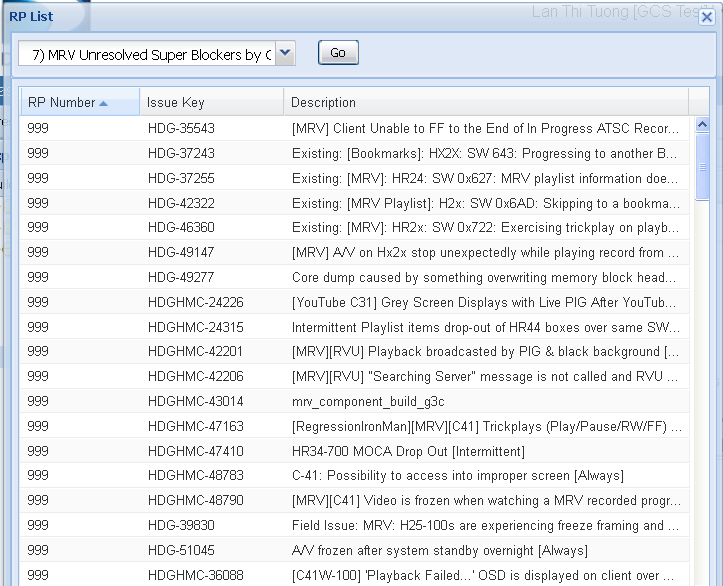 Lan Thi Tuong [GCS Test]
RP List
7) MRV Unresolved Super Blockers by C
Go
RP Number Issue Key Description
999 HDG-35543 [MRV] Client Unable to FF to the End of In Progress ATSC Recor...
999 HDG-37243 Existing: [Bookmarks]: HX2X: SW 643: Progressing to another B...
999 HDG-37255 Existing: [MRV]: HR24: SW 0x627: MRV playlist information doe...
999 HDG-42322 Existing: [MRV Playlist]: H2x: SW 0x6AD: Skipping to a bookma...
999 HDG-46360 Existing: [MRV]: HR2x: SW 0x722: Exercising trickplay on playb...
999 HDG-49147 [MRV] A/V on Hx2x stop unexpectedly while playing record from ...
999 HDG-49277 Core dump caused by something overwriting memory block head...
999 HDGHMC-24226 [YouTube C31] Grey Screen Displays with Live PIG After YouTub...
999 HDGHMC-24315 Intermittent Playlist items drop-out of HR44 boxes over same SW...
999 HDGHMC-42201 [MRV][RVU] Playback broadcasted by PIG & black background [...
999 HDGHMC-42206 [MRV][RVU] "Searching Server" message is not called and RVU ...
999 HDGHMC-43014 mrv_component_build_g3c
999 HDGHMC-47163 [RegressionIronMan][MRV][C41] Trickplays (Play/Pause/RW/FF) ...
999 HDGHMC-47410 HR34-700 MOCA Drop Out [Intermittent]
999 HDGHMC-48783 C-41: Possibility to access into improper screen [Always]
999 HDGHMC-48790 [MRV][C41] Video is frozen when watching a MRV recorded progr...
999 HDG-39830 Field Issue: MRV: H25-100s are experiencing freeze framing and ...
999 HDG-51045 A/V frozen after system standby overnight [Always]
999 HDGHMC-36088 [C41W-100] 'Playback Failed...' OSD is displayed on client over ...